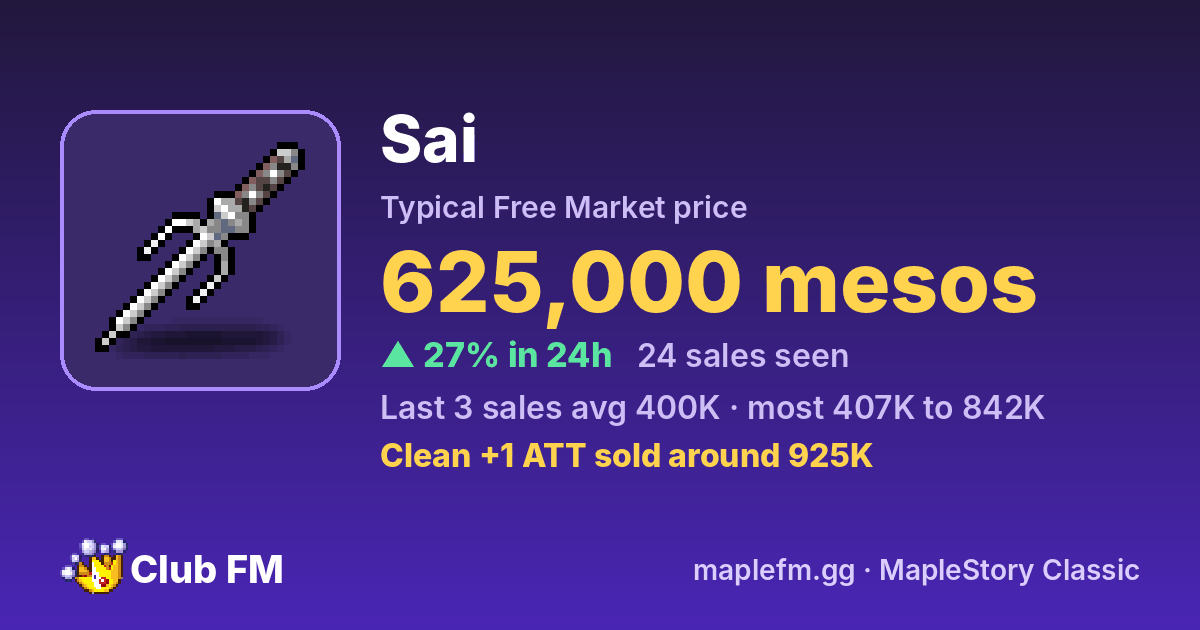 Sai
Typical Free Market price
625,000 mesos
▲ 27% in 24h 24 sales seen
Last 3 sales avg 400K · most 407K to 842K
Clean +1 ATT sold around 925K
Club FM
maplefm.gg · MapleStory Classic